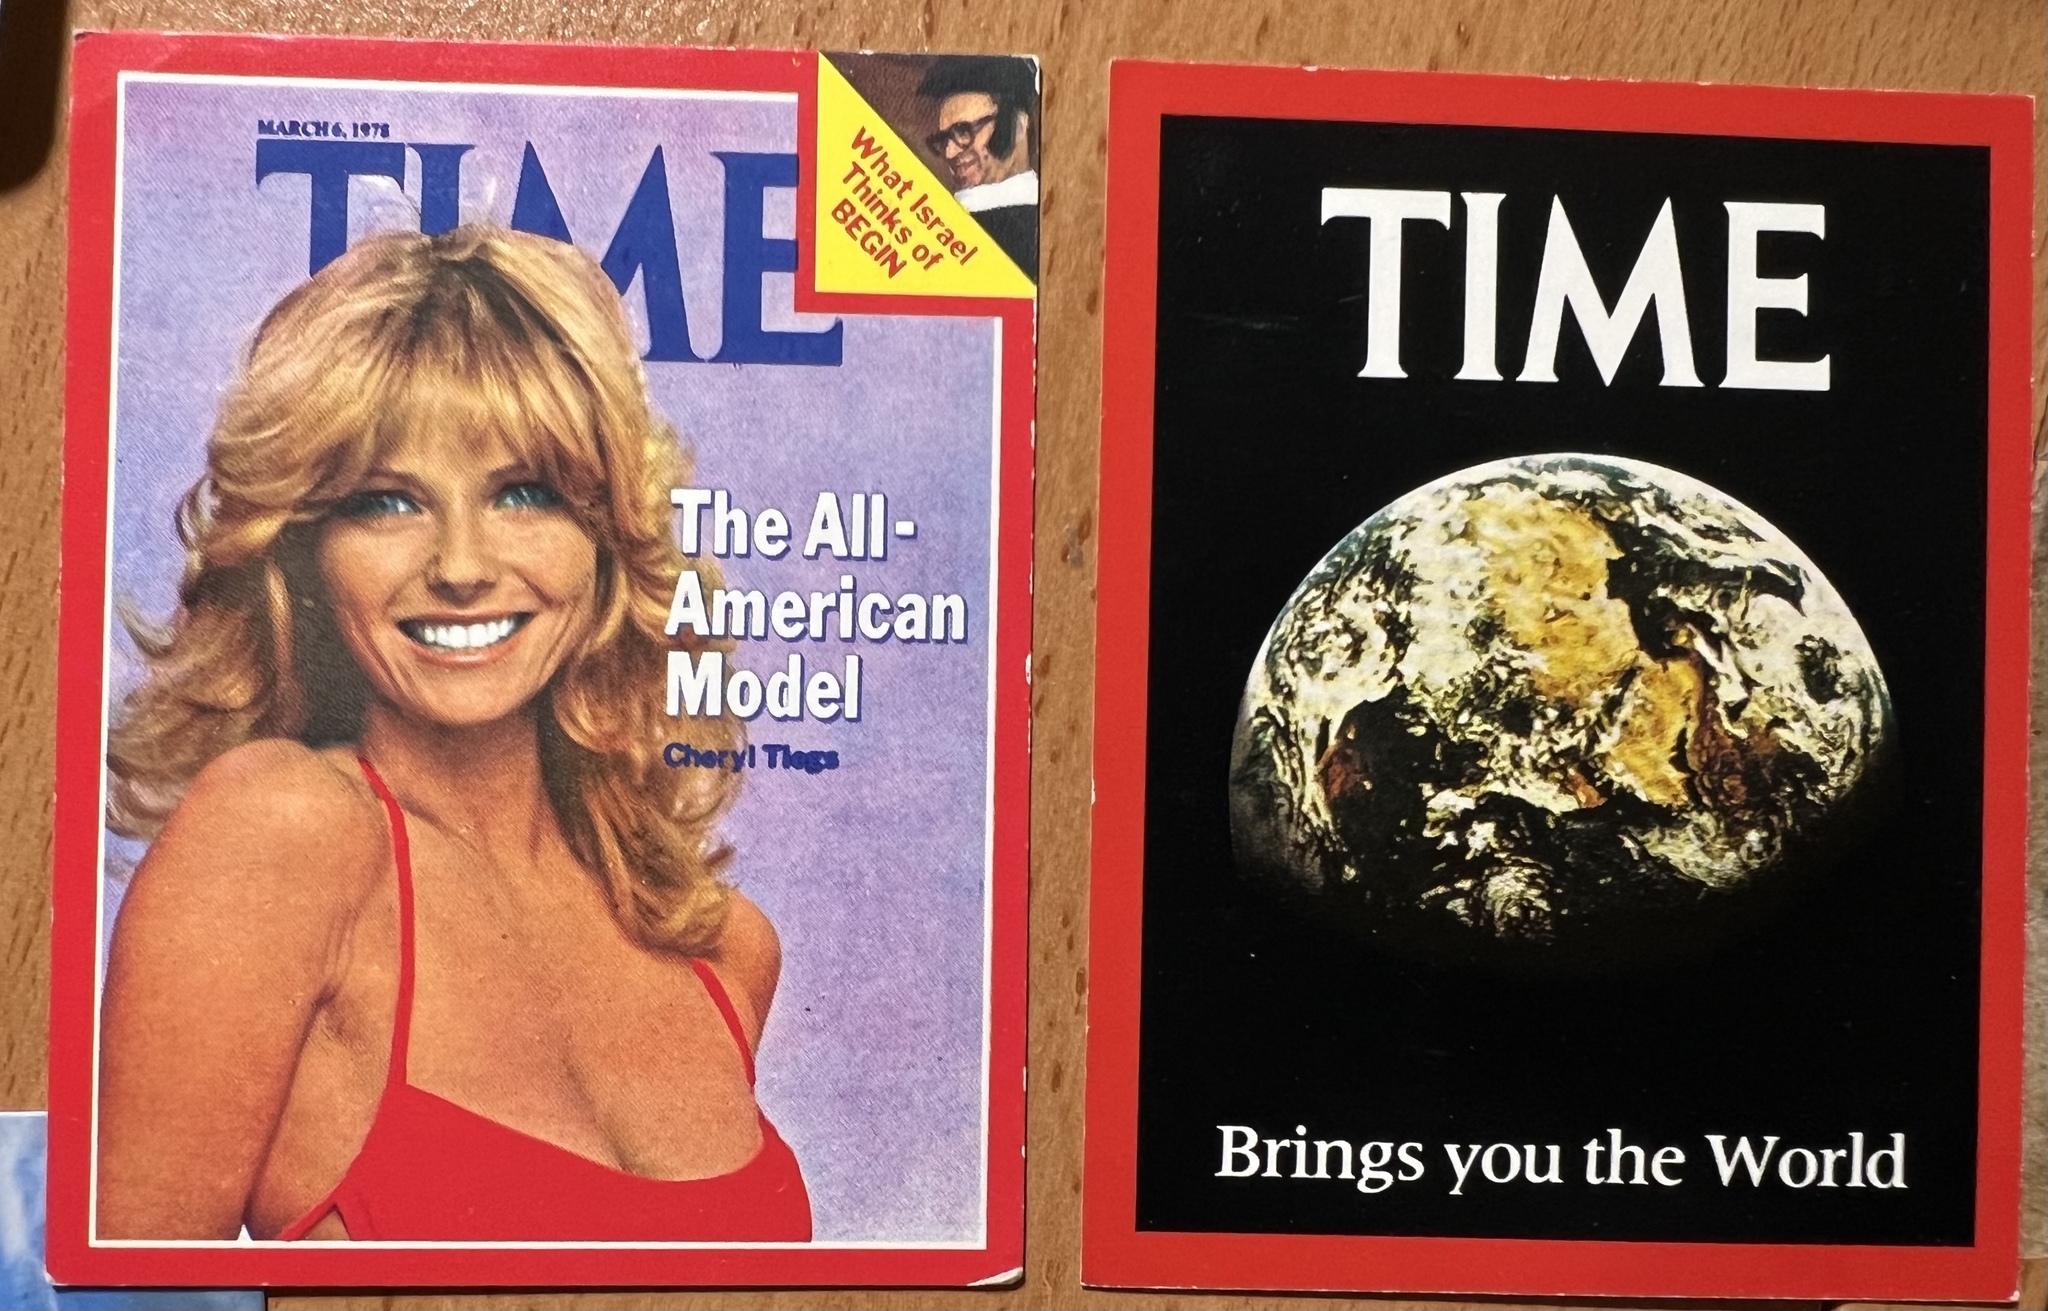 MARCH 6, 1978
TIME
What Israel
Thinks of
BEGIN
The All-
American
Model
Cheryl Tiegs
TIME
Brings you the World